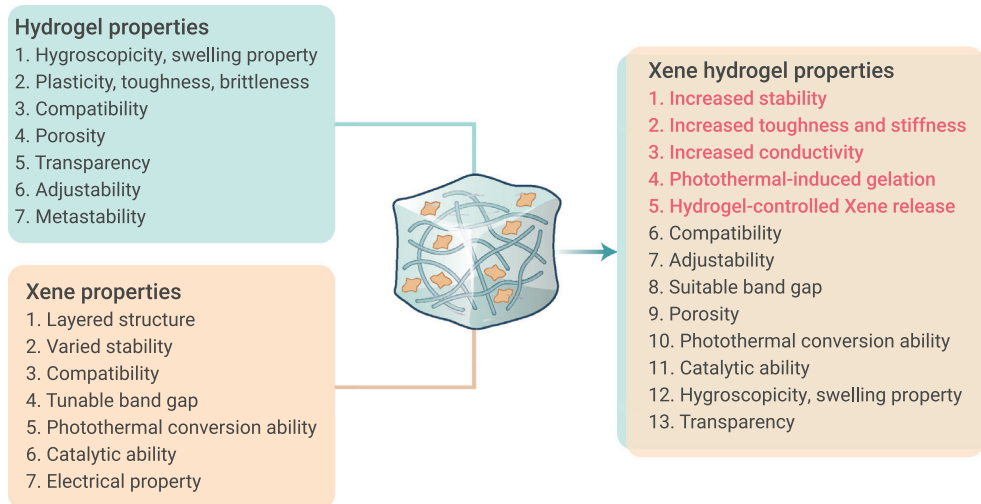 Hydrogel properties
1. Hygroscopicity, swelling property
2. Plasticity, toughness, brittleness
3. Compatibility
4. Porosity
5. Transparency
6. Adjustability
7. Metastability
Xene properties
1. Layered structure
2. Varied stability
3. Compatibility
4. Tunable band gap
5. Photothermal conversion ability
6. Catalytic ability
7. Electrical property
Xene hydrogel properties
1. Increased stability
2. Increased toughness and stiffness
3. Increased conductivity
4. Photothermal-induced gelation
5. Hydrogel-controlled Xene release
6. Compatibility
7. Adjustability
8. Suitable band gap
9. Porosity
10. Photothermal conversion ability
11. Catalytic ability
12. Hygroscopicity, swelling property
13. Transparency